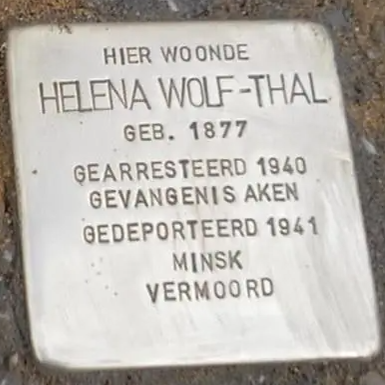 HIER WOONDE
HELENA WOLF-THAL
GEB. 1877
GEARRESTEERD 1940
GEVANGENIS AKEN
GEDEPORTEERD 1941
MINSK
VERMOORD